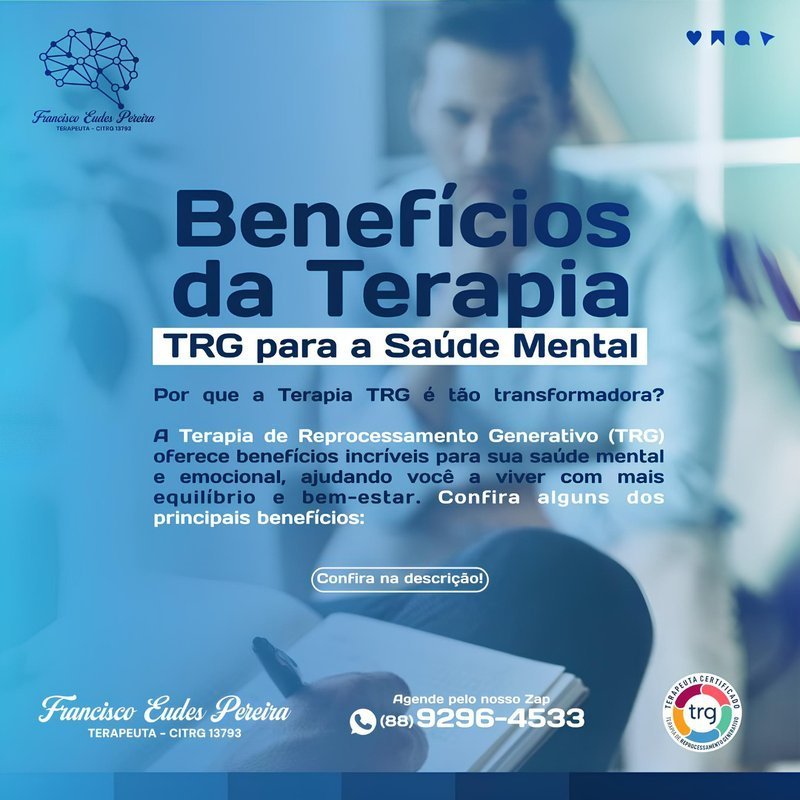 Francisco Eudes Pereira
TERAPEUTA - CITRG 13793
Benefícios
da Terapia
TRG para a Saúde Mental
Por que a Terapia TRG é tão transformadora?
A Terapia de Reprocessamento Generativo (TRG)
oferece benefícios incríveis para sua saúde mental
e emocional, ajudando você a viver com mais
equilíbrio e bem-estar. Confira alguns dos
principais benefícios:
Confira na descrição!
Francisco Eudes Pereira
TERAPEUTA - CITRG 13793
Agende pelo nosso Zap
(88) 9296-4533
TERAPEUTA CERTIFICADO
trg
TERAPIA DE REPROCESSAMENTO GENERATIVO